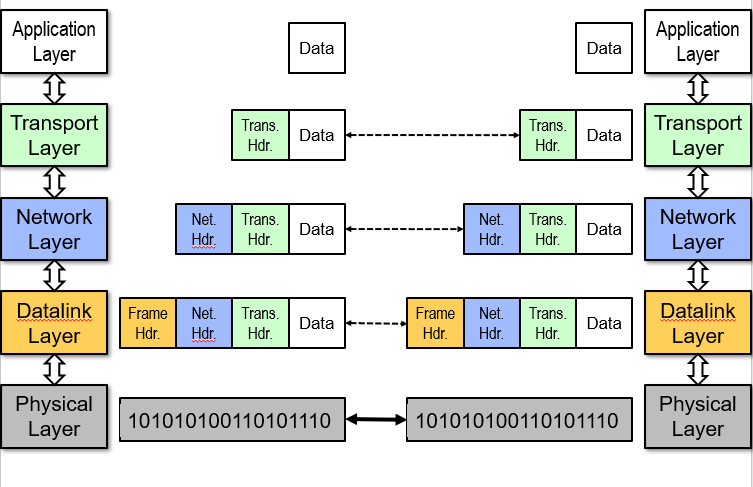 Application
Layer
Data
Data
Application
Layer
Transport
Layer
Trans.
Hdr.
Data
Trans.
Hdr.
Data
Transport
Layer
Network
Layer
Net.
Hdr.
Trans.
Hdr.
Data
Net.
Hdr.
Trans.
Hdr.
Data
Network
Layer
Datalink
Layer
Frame
Hdr.
Net.
Hdr.
Trans.
Hdr.
Data
Frame
Hdr.
Net.
Hdr.
Trans.
Hdr.
Data
Datalink
Layer
Physical
Layer
101010100110101110
101010100110101110
Physical
Layer